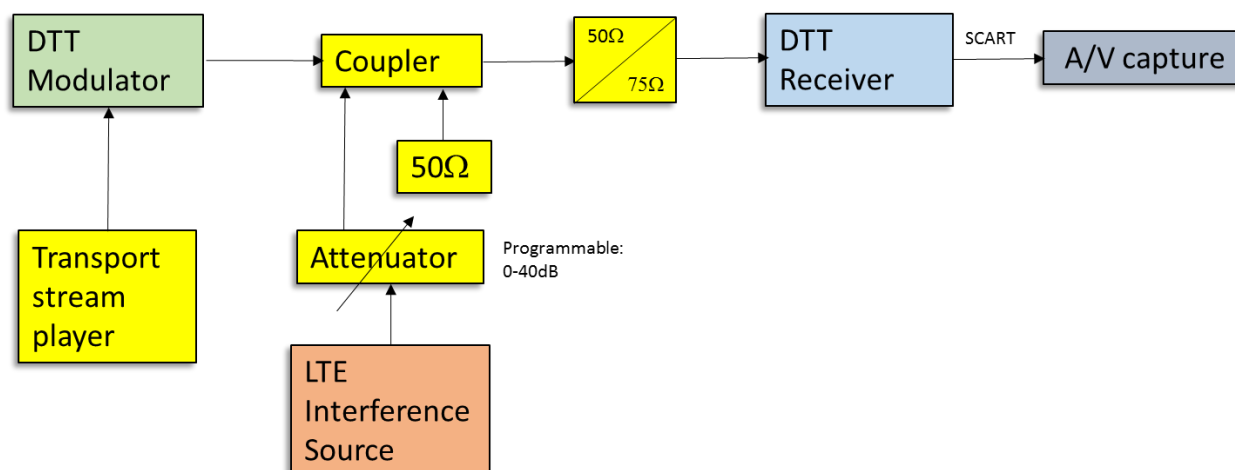 DTT
Modulator
Coupler
50Ω
75Ω
DTT
Receiver
SCART
A/V capture
50Ω
Transport
stream
player
Attenuator
Programmable:
0-40dB
LTE
Interference
Source